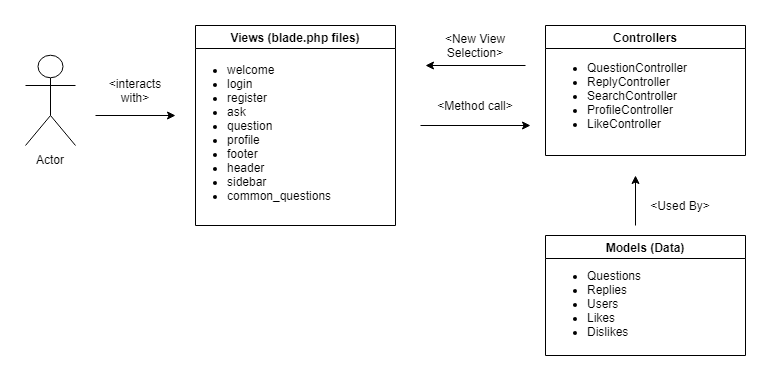 Actor
<interacts
with>
Views (blade.php files)
welcome
login
register
ask
question
profile
footer
header
sidebar
common_questions
<New View
Selection>
<Method call>
Controllers
QuestionController
ReplyController
SearchController
ProfileController
LikeController
<Used By>
Models (Data)
Questions
Replies
Users
Likes
Dislikes